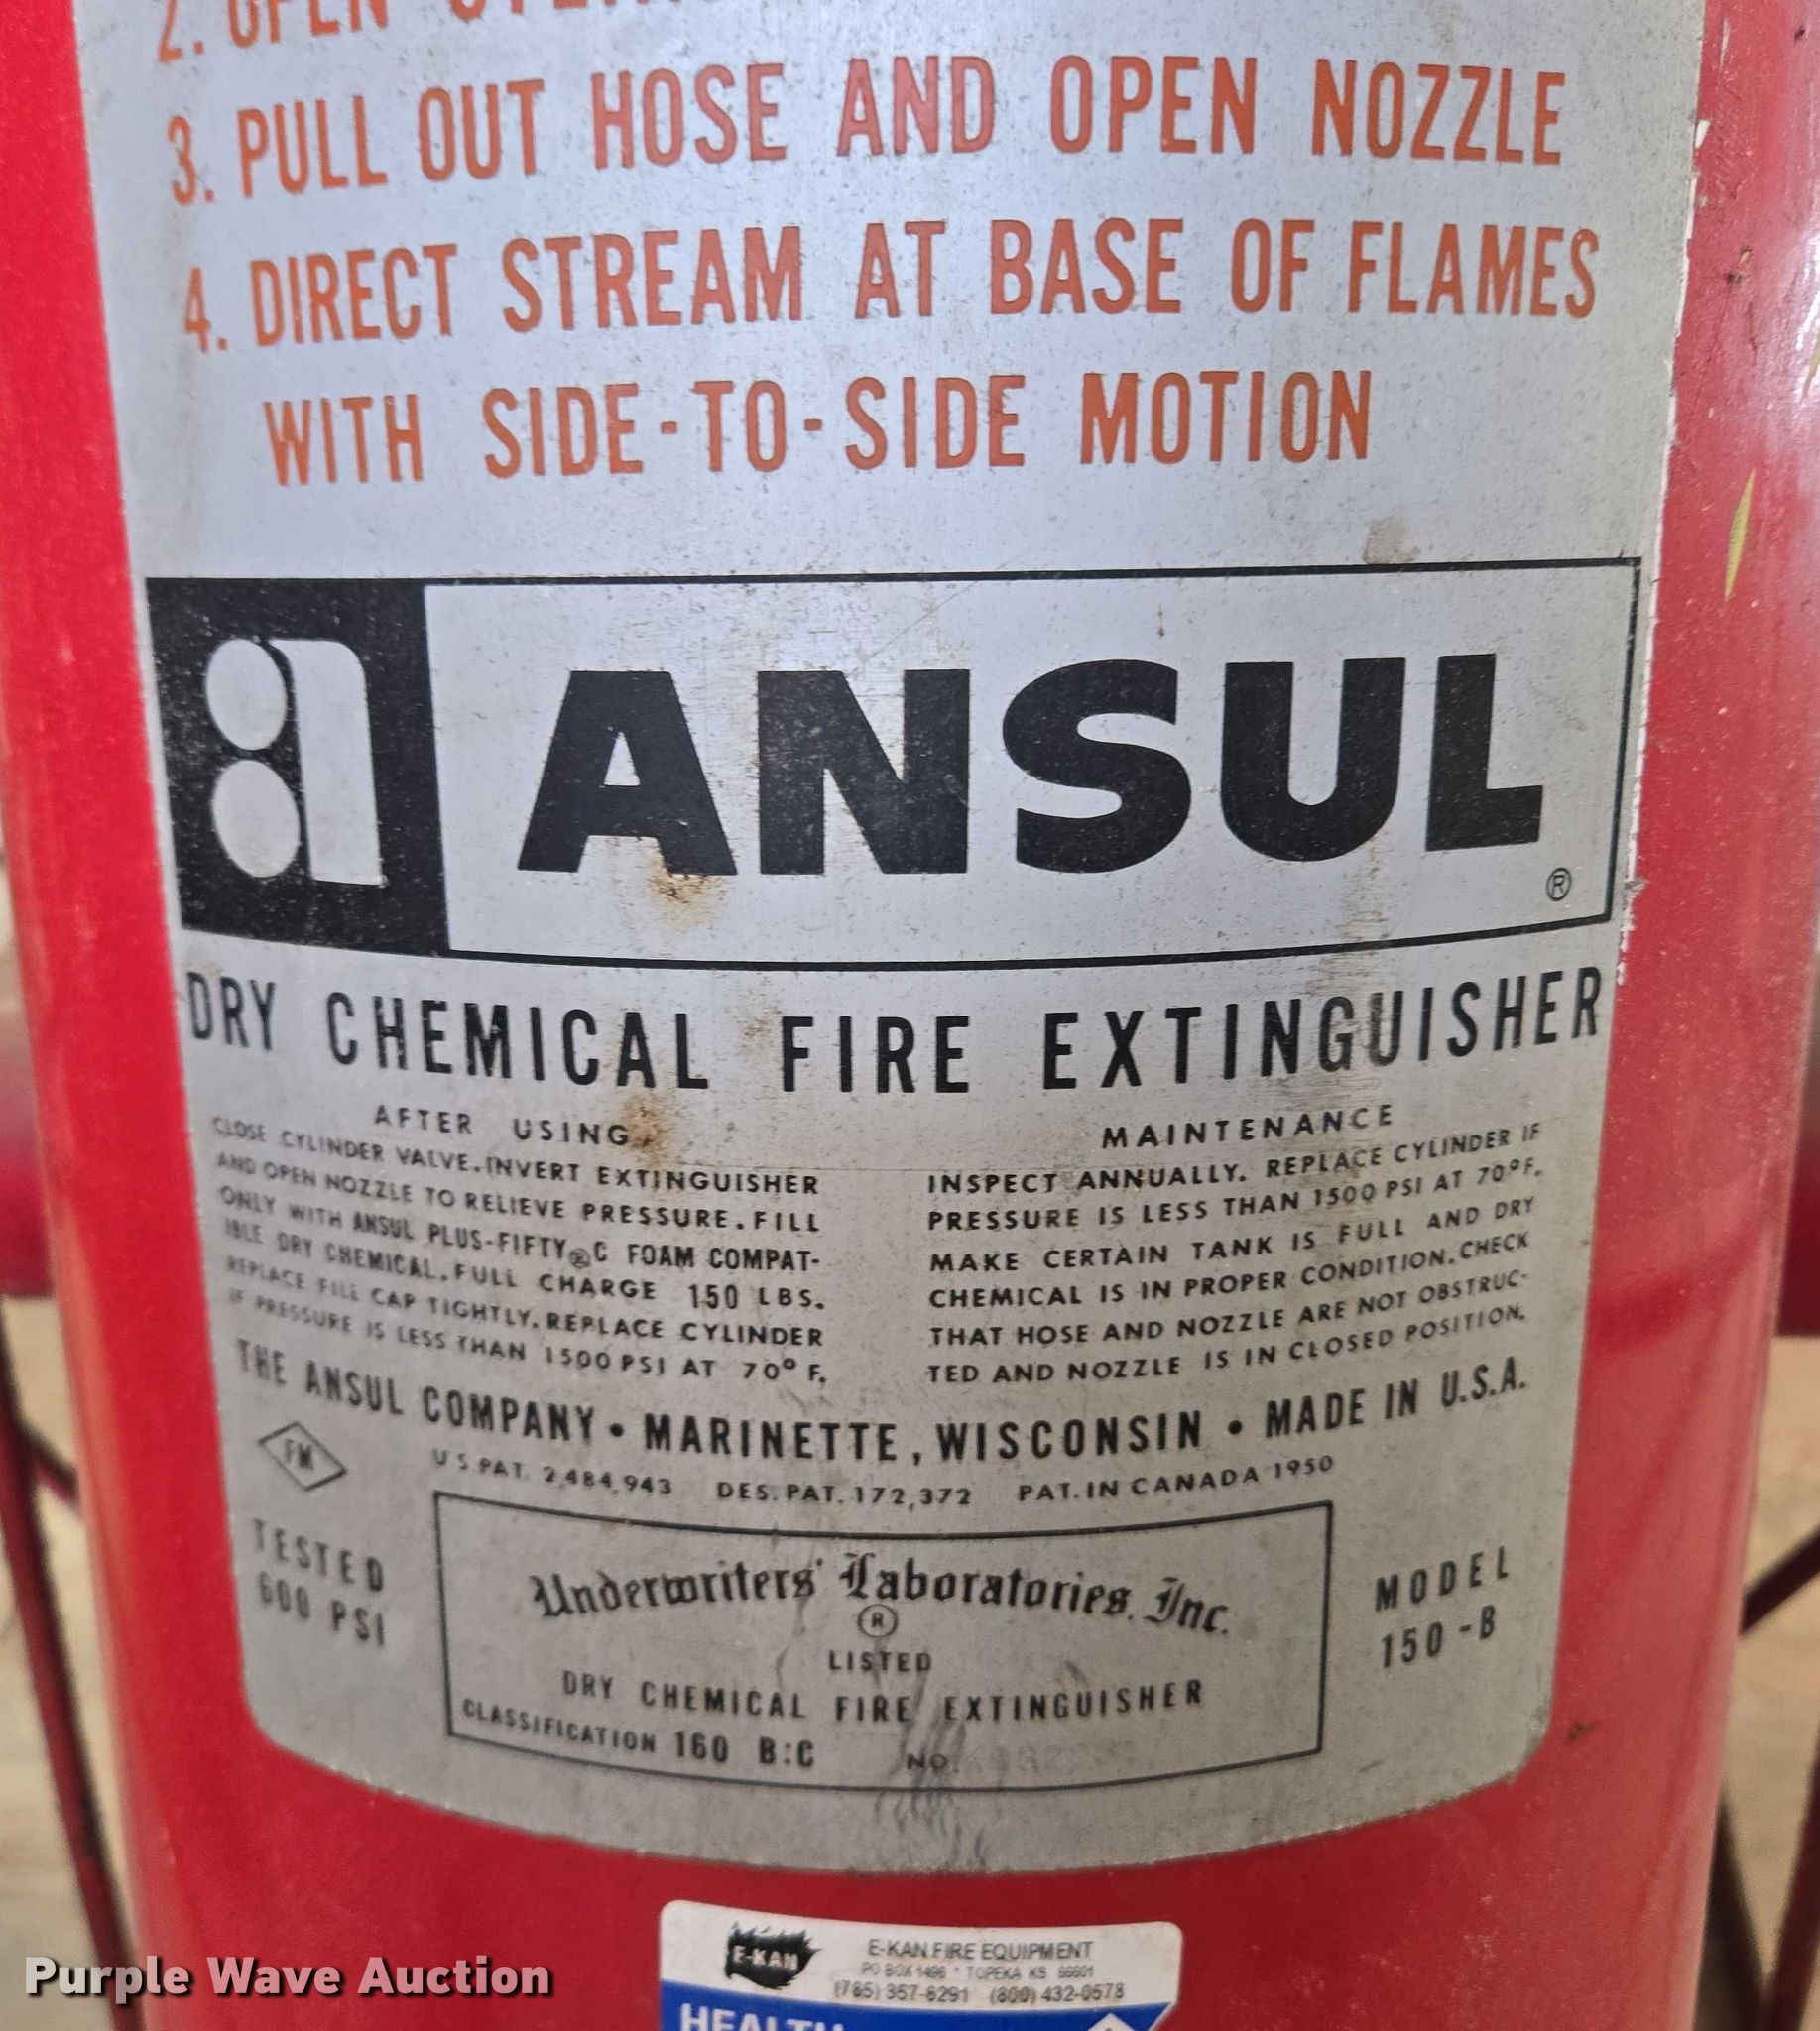 2. OPEN
3. PULL OUT HOSE AND OPEN NOZZLE
4. DIRECT STREAM AT BASE OF FLAMES
WITH SIDE-TO-SIDE MOTION
a ANSUL ®
DRY CHEMICAL FIRE EXTINGUISHER
AFTER USING
CLOSE CYLINDER VALVE. INVERT EXTINGUISHER
AND OPEN NOZZLE TO RELIEVE PRESSURE. FILL
ONLY WITH ANSUL PLUS-FIFTY® C FOAM COMPAT-
IBLE DRY CHEMICAL. FULL CHARGE 150 LBS.
REPLACE FILL CAP TIGHTLY. REPLACE CYLINDER
IF PRESSURE IS LESS THAN 1500 PSI AT 70° F.
MAINTENANCE
INSPECT ANNUALLY. REPLACE CYLINDER IF
PRESSURE IS LESS THAN 1500 PSI AT 70°F.
MAKE CERTAIN TANK IS FULL AND DRY
CHEMICAL IS IN PROPER CONDITION. CHECK
THAT HOSE AND NOZZLE ARE NOT OBSTRUC-
TED AND NOZZLE IS IN CLOSED POSITION.
THE ANSUL COMPANY • MARINETTE, WISCONSIN • MADE IN U.S.A.
FM
U S PAT. 2,484,943 DES. PAT. 172,372 PAT. IN CANADA 1950
TESTED
600 PSI
Underwriters' Laboratories, Inc.
®
LISTED
DRY CHEMICAL FIRE EXTINGUISHER
CLASSIFICATION 160 B:C NO.
MODEL
150-B
E-KAN
E-KAN FIRE EQUIPMENT
PO BOX 1496 * TOPEKA KS 66601
(785) 357-6291 (800) 432-0578
HEALTH
Purple Wave Auction